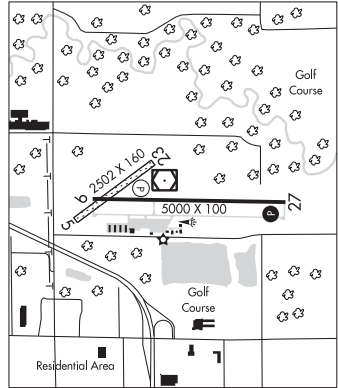 Golf
Course
23
2502 X 160
P
9
5
27
5000 X 100
P
Golf
Course
Residential Area